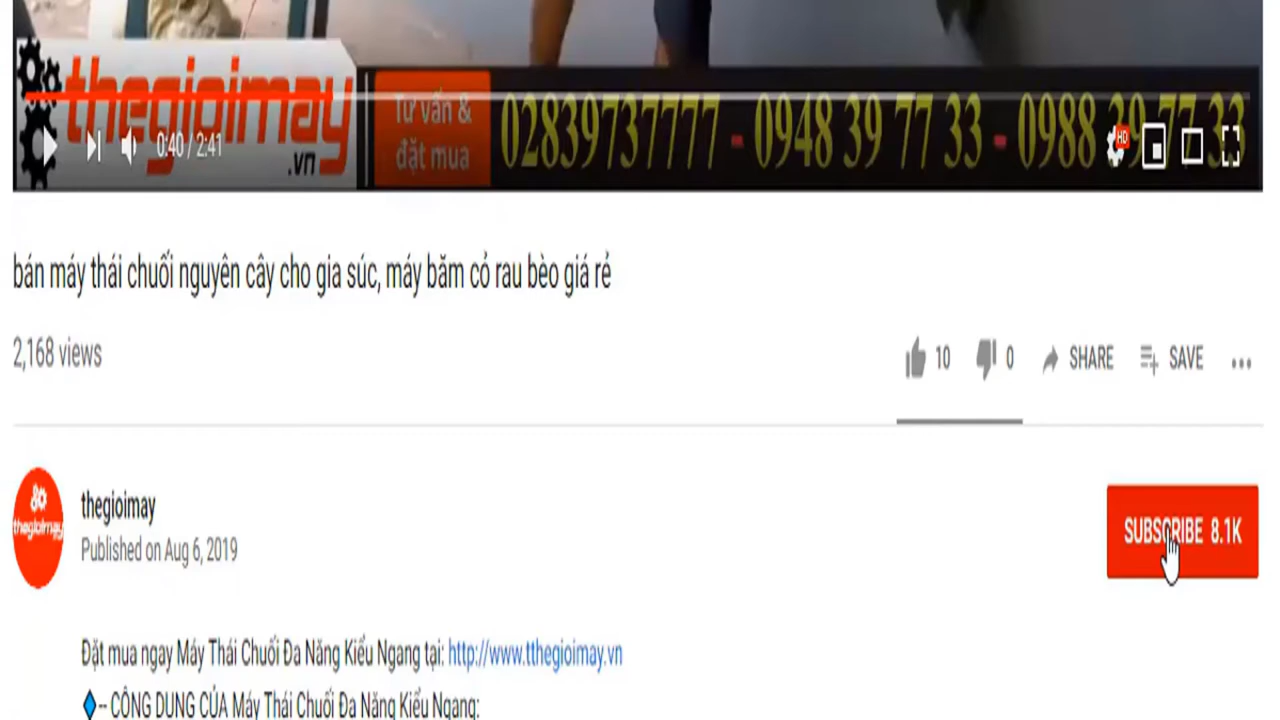 thegioimay
.vn
Tư vấn &
đặt mua
02839737777 - 0948 39 77 33 - 0988 39 77 33
0:40 / 2:41
HD
bán máy thái chuối nguyên cây cho gia súc, máy băm cỏ rau bèo giá rẻ
2,168 views
10
0
SHARE
SAVE
thegioimay
thegioimay
Published on Aug 6, 2019
SUBSCRIBE 8.1K
Đặt mua ngay Máy Thái Chuối Đa Năng Kiểu Ngang tại: http://www.tthegioimay.vn
-- CÔNG DỤNG CỦA Máy Thái Chuối Đa Năng Kiểu Ngang: